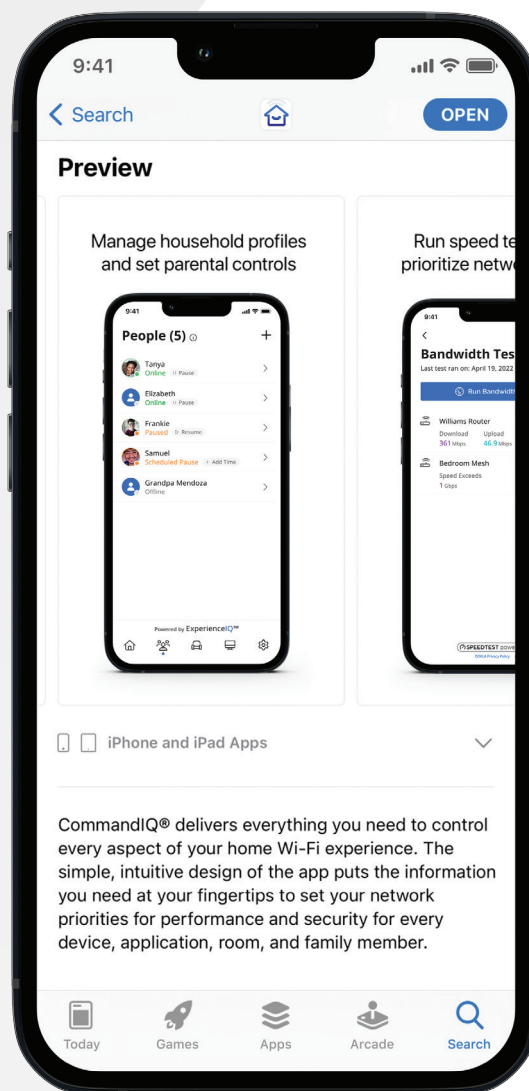 9:41
Search
OPEN
Preview
Manage household profiles
and set parental controls
9:41
People (5)
Tanya
Online
Pause
Elizabeth
Online
Pause
Frankie
Paused
Resume
Samuel
Scheduled Pause
+ Add Time
Grandpa Mendoza
Offline
Powered by ExperienceIQ™
Run speed te
prioritize netw
9:41
Bandwidth Tes
Last test ran on: April 19, 2022
Run Bandwidt
Williams Router
Download
Upload
361 Mbps
46.9 Mbps
Bedroom Mesh
Speed Exceeds
1 Gbps
SPEEDTEST powe
iPhone and iPad Apps
CommandIQ® delivers everything you need to control
every aspect of your home Wi-Fi experience. The
simple, intuitive design of the app puts the information
you need at your fingertips to set your network
priorities for performance and security for every
device, application, room, and family member.
Today
Games
Apps
Arcade
Search